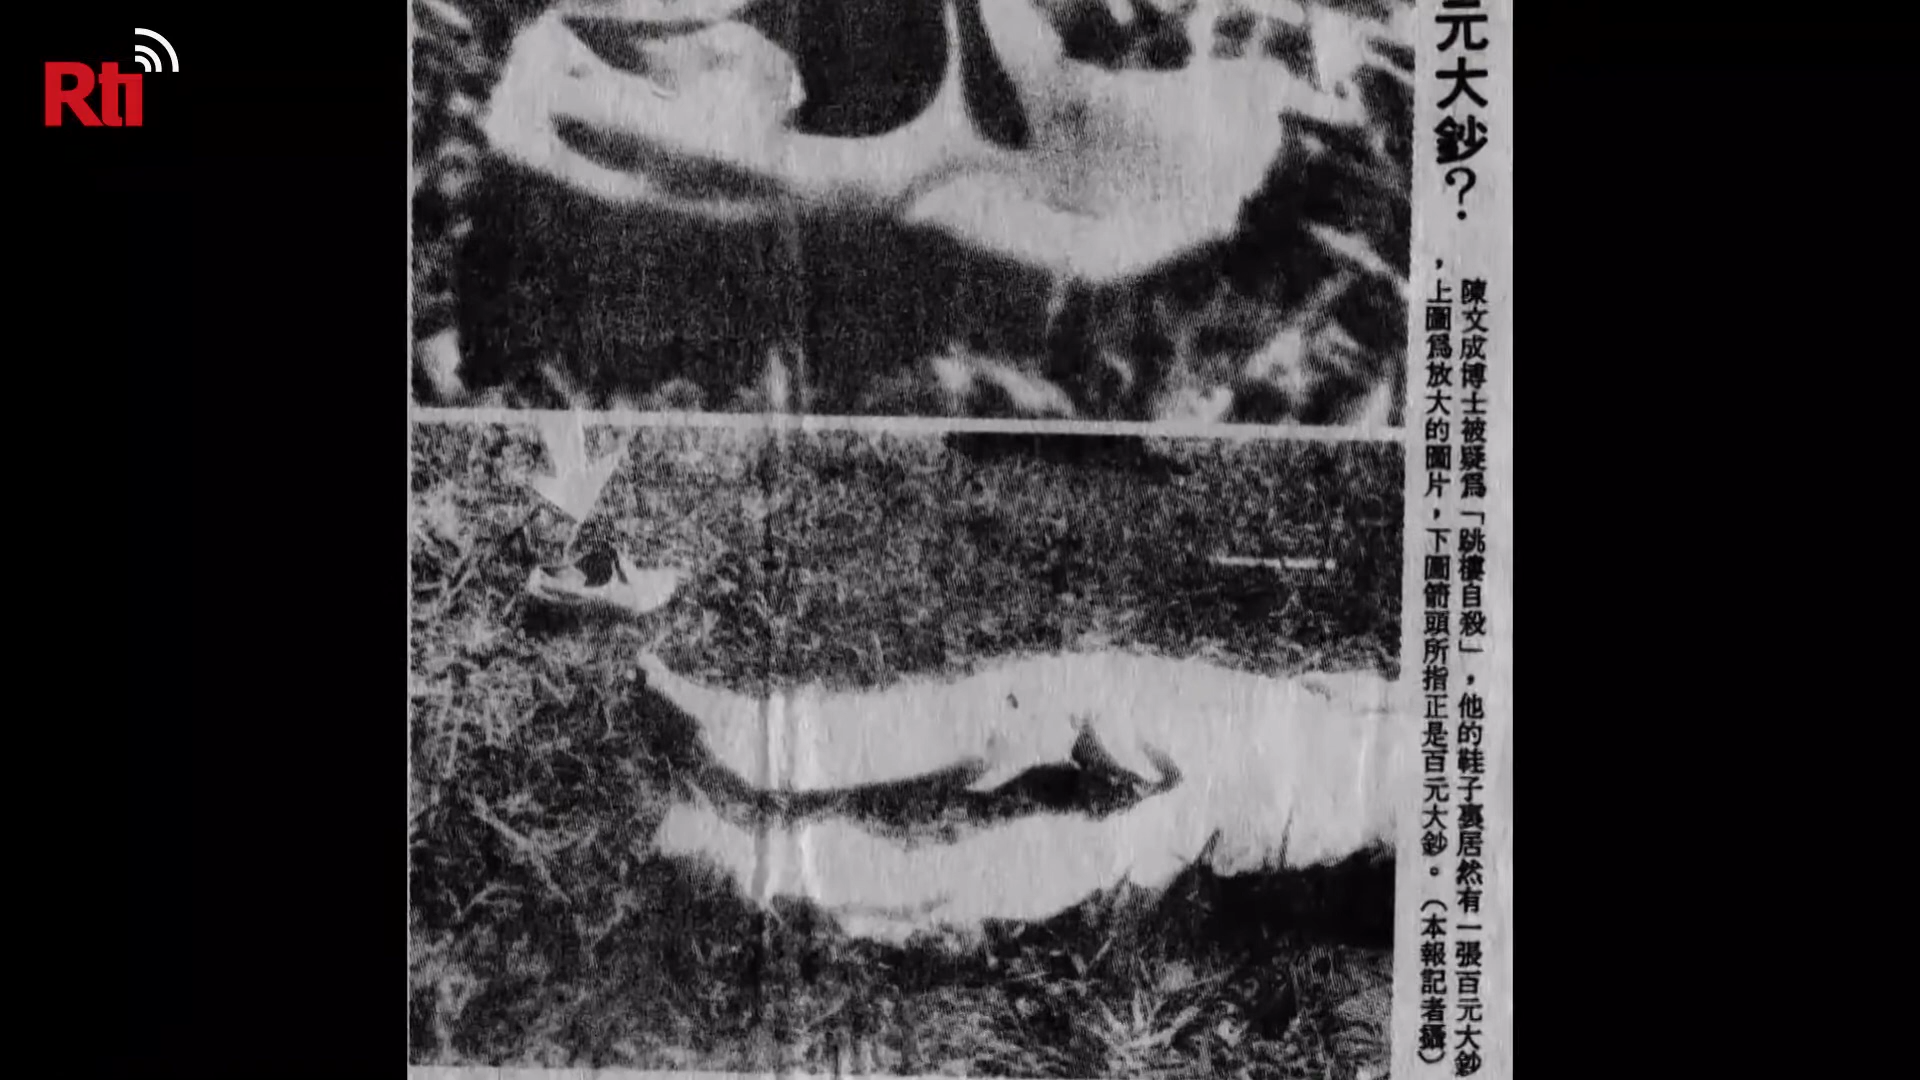 Rti
元大鈔？
陳文成博士被疑爲「跳樓自殺」，他的鞋子裏居然有一張百元大鈔
，上圖爲放大的圖片，下圖箭頭所指正是百元大鈔。（本報記者攝）